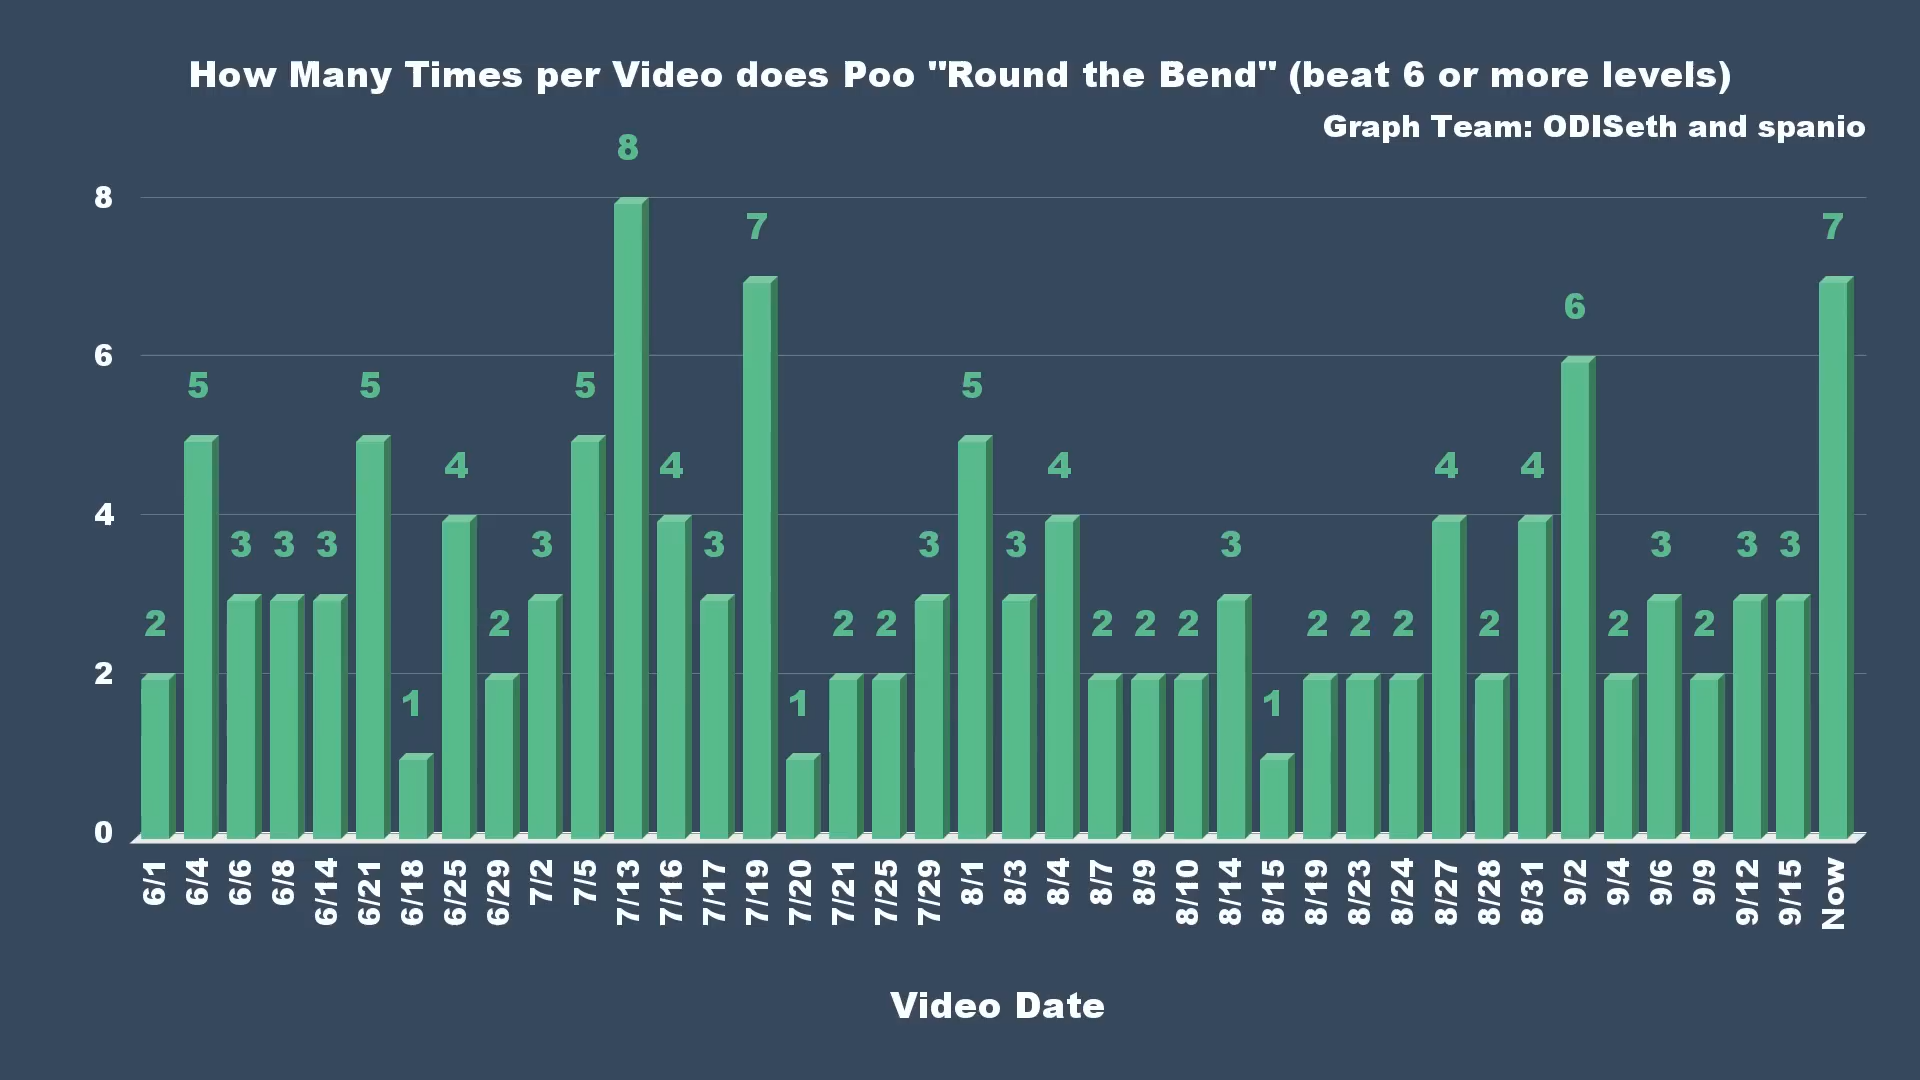 How Many Times per Video does Poo "Round the Bend" (beat 6 or more levels)
Graph Team: ODISeth and spanio
8
6
4
2
0
2 5 3 3 3 5 1 4 2 3 5 8 4 3 7 1 2 2 3 5 3 4 2 2 2 3 1 2 2 2 4 2 4 6 2 3 2 3 3 7
6/1 6/4 6/6 6/8 6/14 6/21 6/18 6/25 6/29 7/2 7/5 7/13 7/16 7/17 7/19 7/20 7/21 7/25 7/29 8/1 8/3 8/4 8/7 8/9 8/10 8/14 8/15 8/19 8/23 8/24 8/27 8/28 8/31 9/2 9/4 9/6 9/9 9/12 9/15 Now
Video Date